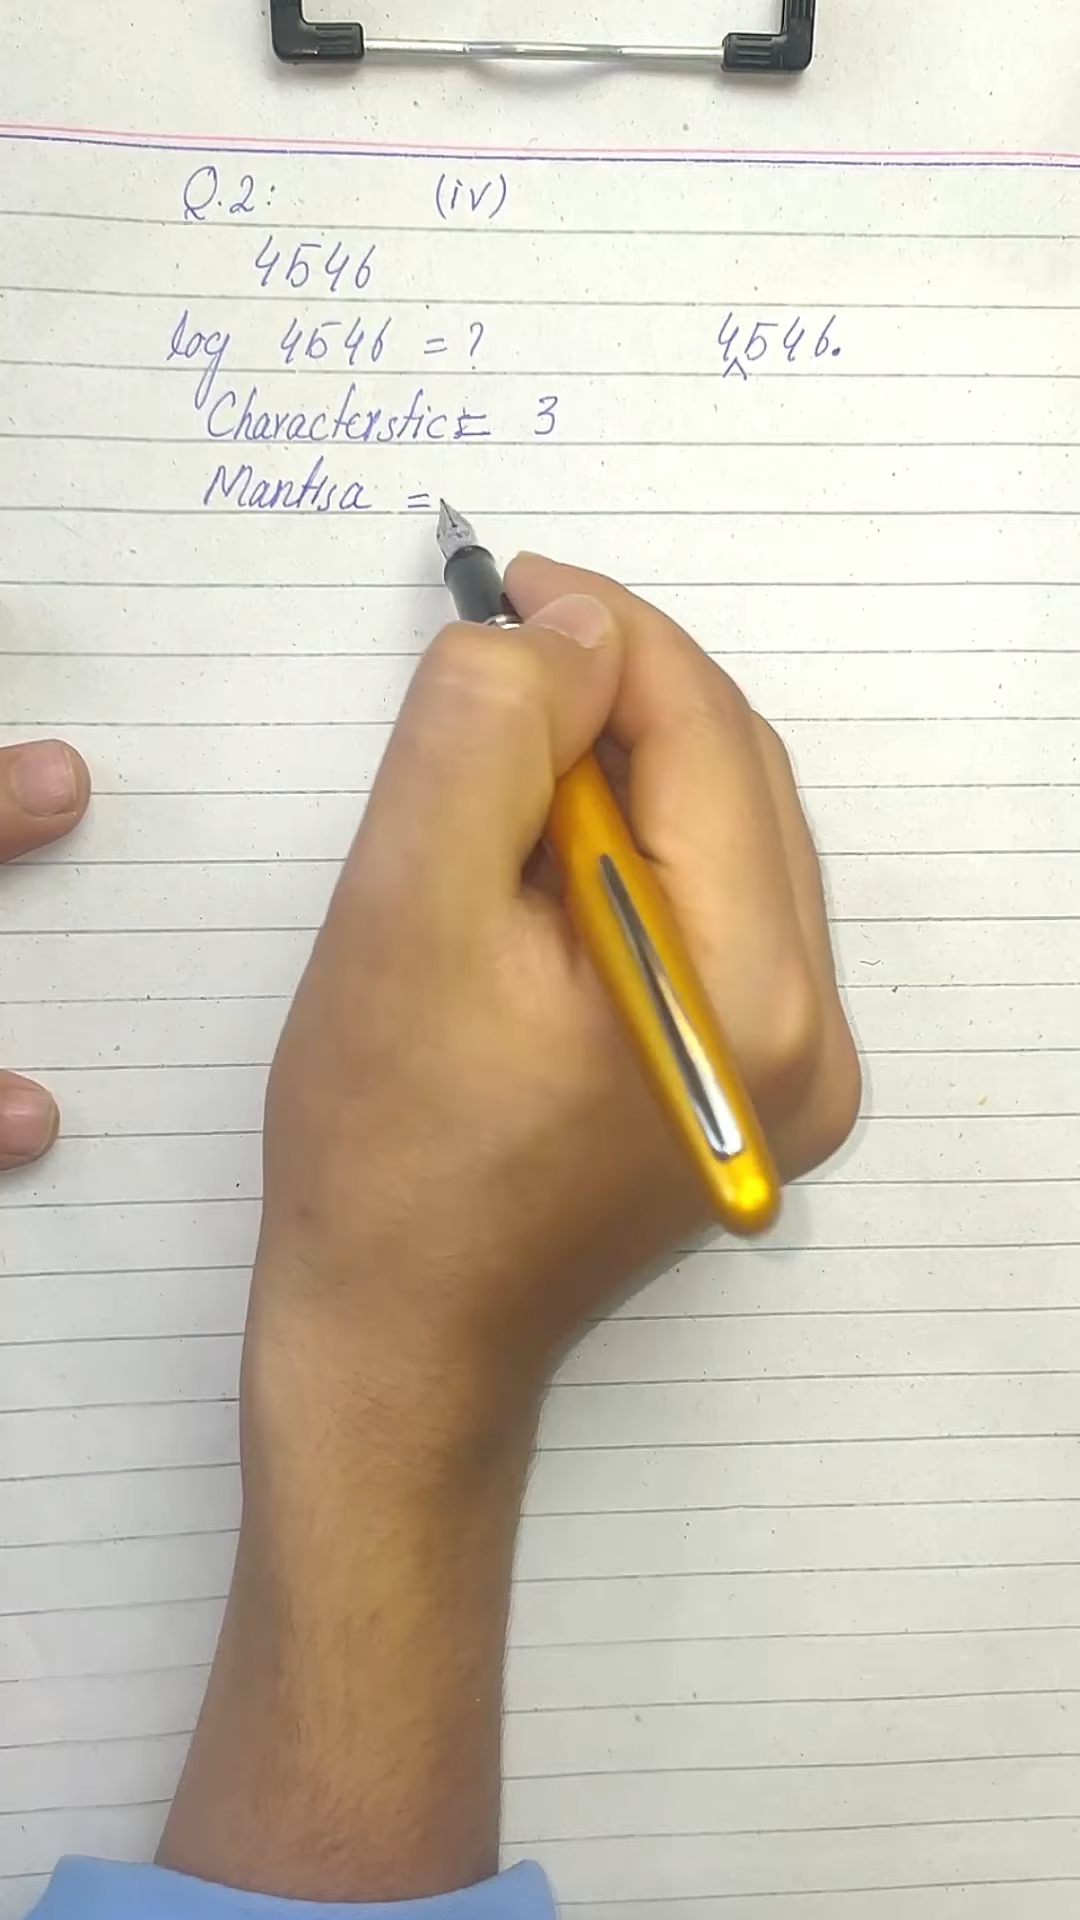 Q.2: (iv)
4546
log 4546 = ? 4546.
Characterstic = 3
Mantisa =